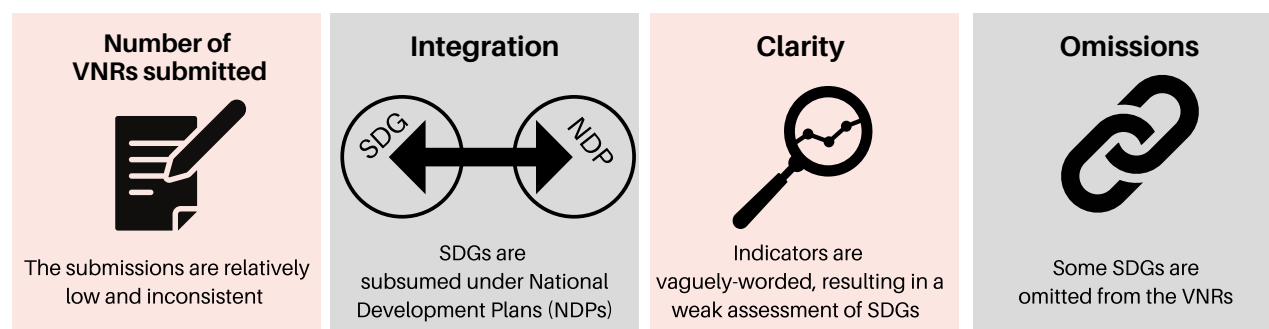 Number of
VNRs submitted
The submissions are relatively
low and inconsistent
Integration
SDG
NDP
SDGs are
subsumed under National
Development Plans (NDPs)
Clarity
Indicators are
vaguely-worded, resulting in a
weak assessment of SDGs
Omissions
Some SDGs are
omitted from the VNRs